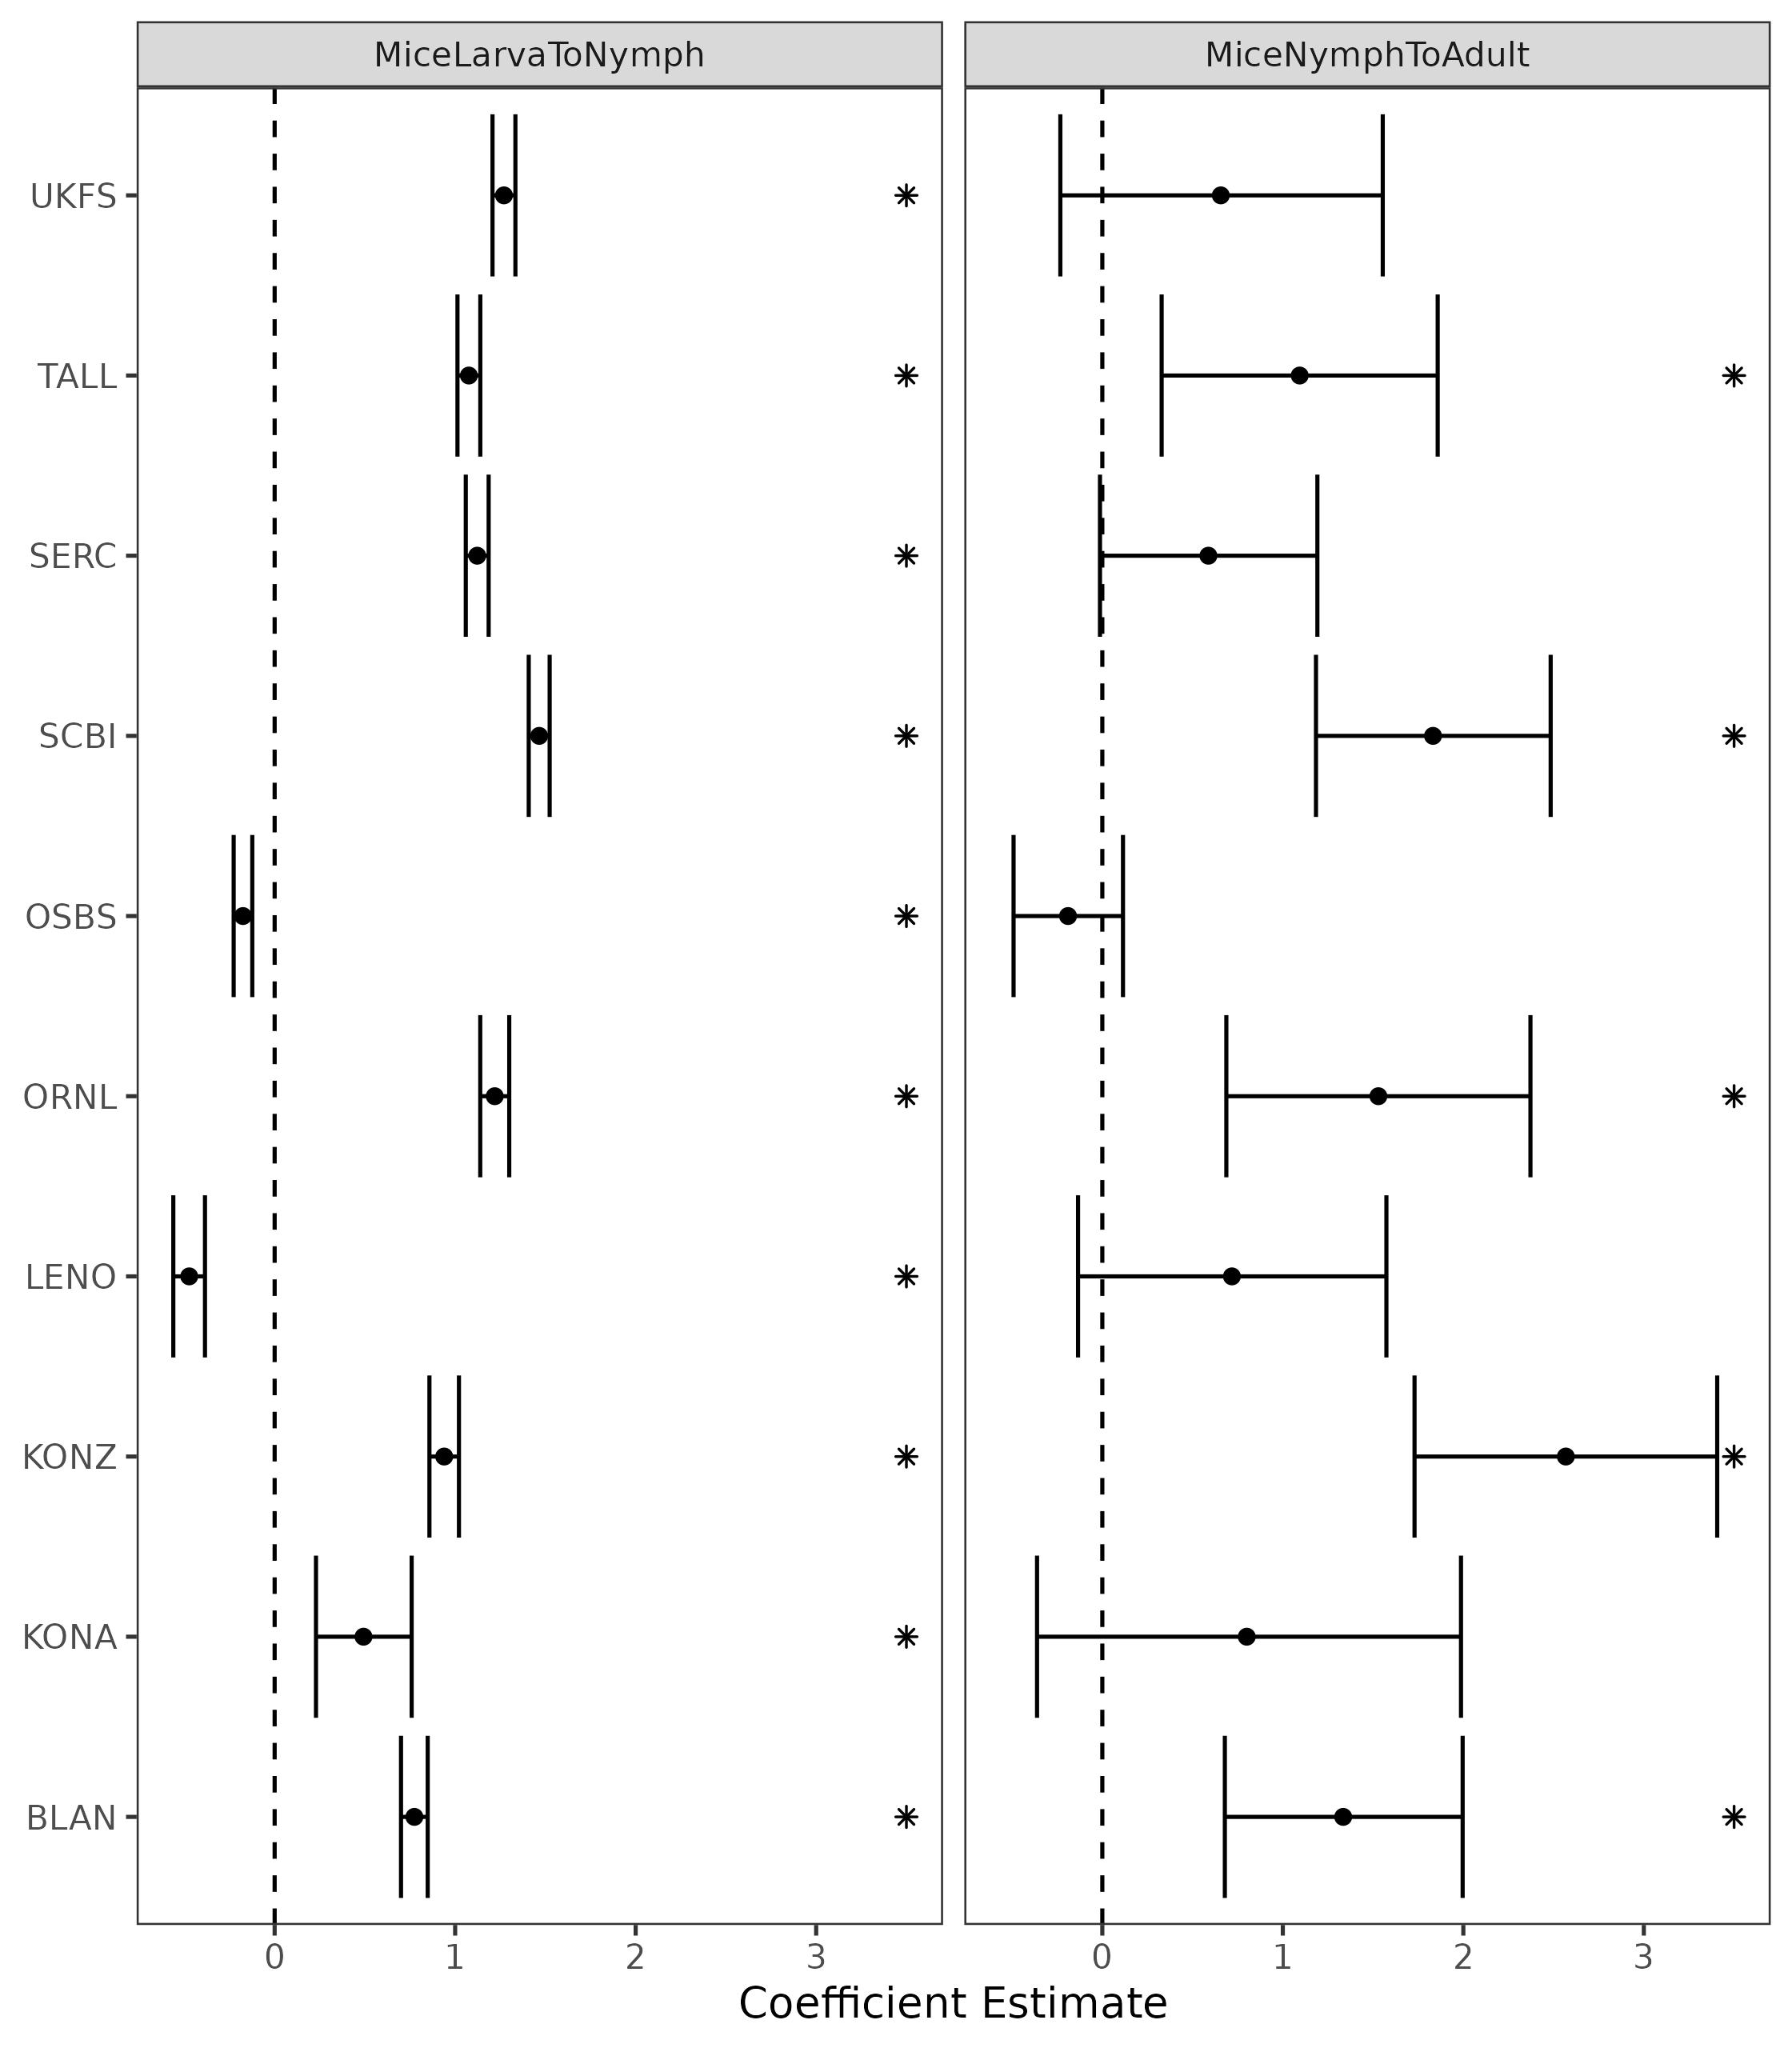 MiceLarvaToNymph MiceNymphToAdult
UKFS
TALL
SERC
SCBI
OSBS
ORNL
LENO
KONZ
KONA
BLAN
0 1 2 3 0 1 2 3
Coefficient Estimate